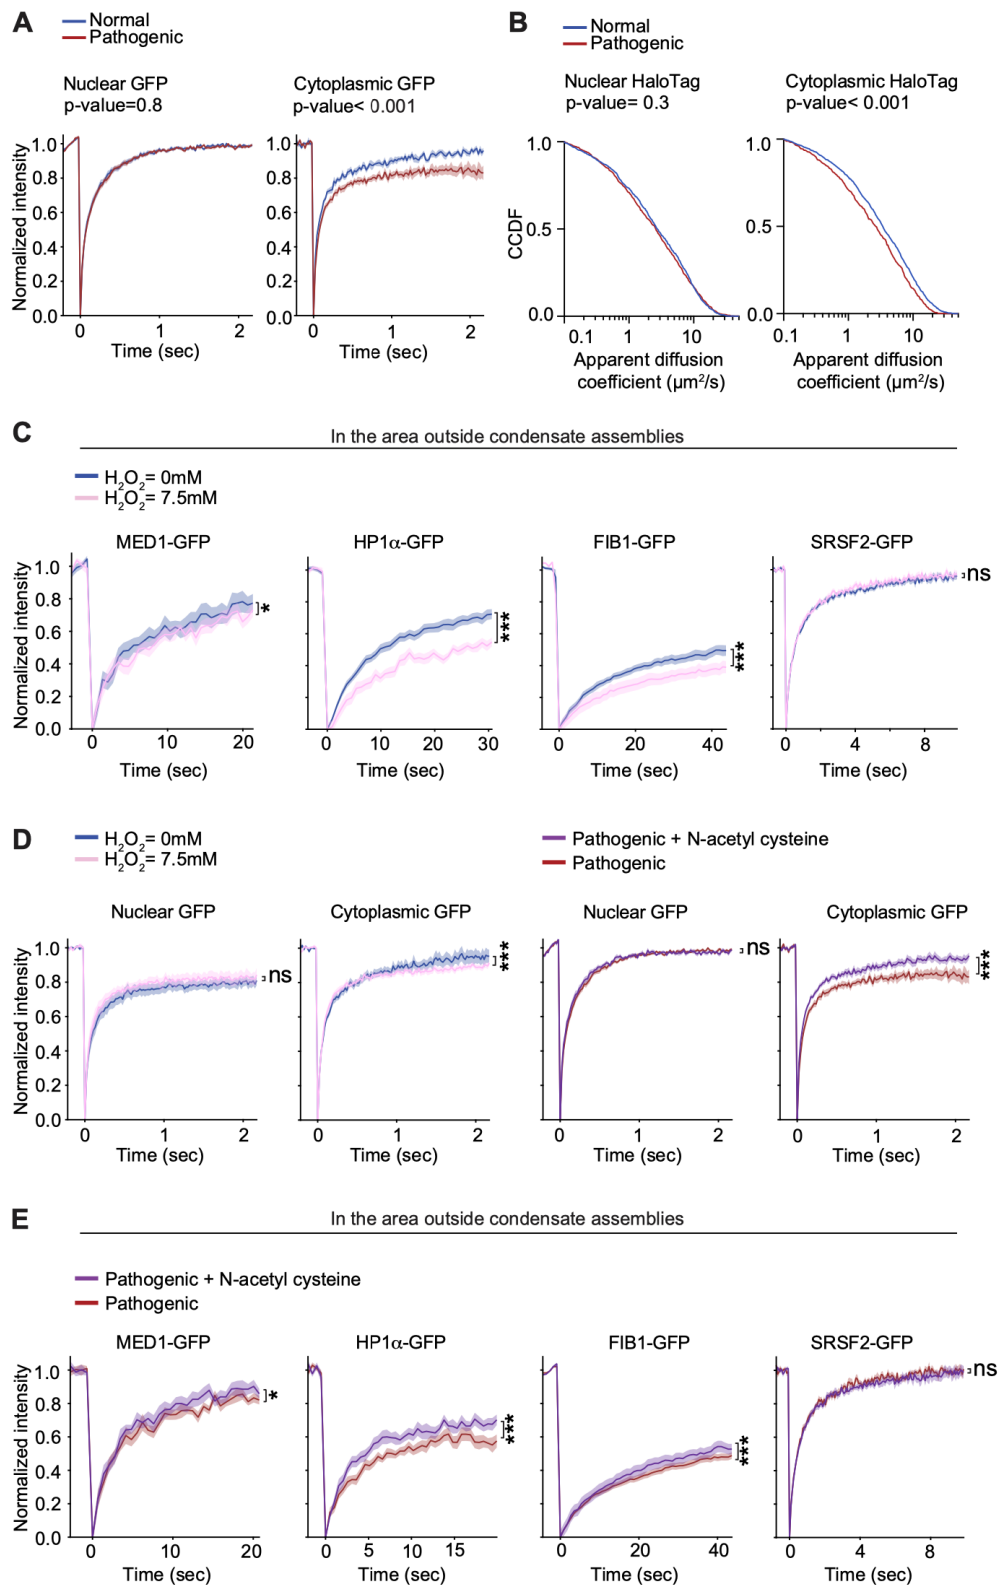 A
Normal
Pathogenic
Nuclear GFP
p-value=0.8
Cytoplasmic GFP
p-value< 0.001
Normalized intensity
1.0
0.8
0.6
0.4
0.2
0.0
0
1
2
Time (sec)
1.0
0.8
0.6
0.4
0.2
0.0
0
1
2
Time (sec)
B
Normal
Pathogenic
Nuclear HaloTag
p-value= 0.3
Cytoplasmic HaloTag
p-value< 0.001
CCDF
1.0
0.5
0.0
0.1
1
10
Apparent diffusion
coefficient (µm²/s)
1.0
0.5
0.0
0.1
1
10
Apparent diffusion
coefficient (µm²/s)
C
In the area outside condensate assemblies
H₂O₂= 0mM
H₂O₂= 7.5mM
MED1-GFP
HP1α-GFP
FIB1-GFP
SRSF2-GFP
Normalized intensity
1.0
0.8
0.6
0.4
0.2
0.0
*
***
***
ns
0
10
20
0
10
20
30
0
20
40
0
4
8
Time (sec)
Time (sec)
Time (sec)
Time (sec)
D
H₂O₂= 0mM
H₂O₂= 7.5mM
Pathogenic + N-acetyl cysteine
Pathogenic
Nuclear GFP
Cytoplasmic GFP
Nuclear GFP
Cytoplasmic GFP
Normalized intensity
1.0
0.8
0.6
0.4
0.2
0.0
ns
***
ns
***
0
1
2
0
1
2
0
1
2
0
1
2
Time (sec)
Time (sec)
Time (sec)
Time (sec)
E
In the area outside condensate assemblies
Pathogenic + N-acetyl cysteine
Pathogenic
MED1-GFP
HP1α-GFP
FIB1-GFP
SRSF2-GFP
Normalized intensity
1.0
0.8
0.6
0.4
0.2
0.0
*
***
***
ns
0
10
20
0
5
10
15
0
20
40
0
4
8
Time (sec)
Time (sec)
Time (sec)
Time (sec)